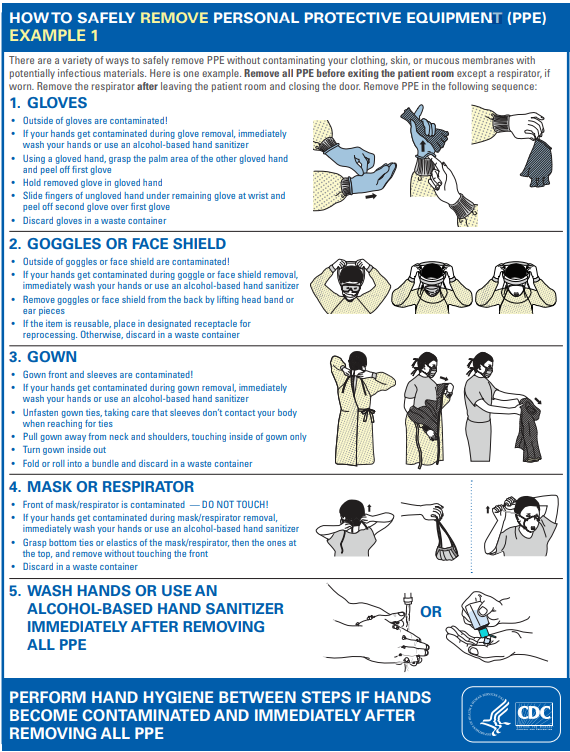 HOW TO SAFELY REMOVE PERSONAL PROTECTIVE EQUIPMENT (PPE)
EXAMPLE 1
There are a variety of ways to safely remove PPE without contaminating your clothing, skin, or mucous membranes with
potentially infectious materials. Here is one example. Remove all PPE before exiting the patient room except a respirator, if
worn. Remove the respirator after leaving the patient room and closing the door. Remove PPE in the following sequence:
1. GLOVES
• Outside of gloves are contaminated!
• If your hands get contaminated during glove removal, immediately
wash your hands or use an alcohol-based hand sanitizer
• Using a gloved hand, grasp the palm area of the other gloved hand
and peel off first glove
• Hold removed glove in gloved hand
• Slide fingers of ungloved hand under remaining glove at wrist and
peel off second glove over first glove
• Discard gloves in a waste container
2. GOGGLES OR FACE SHIELD
• Outside of goggles or face shield are contaminated!
• If your hands get contaminated during goggle or face shield removal,
immediately wash your hands or use an alcohol-based hand sanitizer
• Remove goggles or face shield from the back by lifting head band or
ear pieces
• If the item is reusable, place in designated receptacle for
reprocessing. Otherwise, discard in a waste container
3. GOWN
• Gown front and sleeves are contaminated!
• If your hands get contaminated during gown removal, immediately
wash your hands or use an alcohol-based hand sanitizer
• Unfasten gown ties, taking care that sleeves don't contact your body
when reaching for ties
• Pull gown away from neck and shoulders, touching inside of gown only
• Turn gown inside out
• Fold or roll into a bundle and discard in a waste container
4. MASK OR RESPIRATOR
• Front of mask/respirator is contaminated — DO NOT TOUCH!
• If your hands get contaminated during mask/respirator removal,
immediately wash your hands or use an alcohol-based hand sanitizer
• Grasp bottom ties or elastics of the mask/respirator, then the ones at
the top, and remove without touching the front
• Discard in a waste container
5. WASH HANDS OR USE AN
ALCOHOL-BASED HAND SANITIZER
IMMEDIATELY AFTER REMOVING
ALL PPE
OR
PERFORM HAND HYGIENE BETWEEN STEPS IF HANDS
BECOME CONTAMINATED AND IMMEDIATELY AFTER
REMOVING ALL PPE
CDC